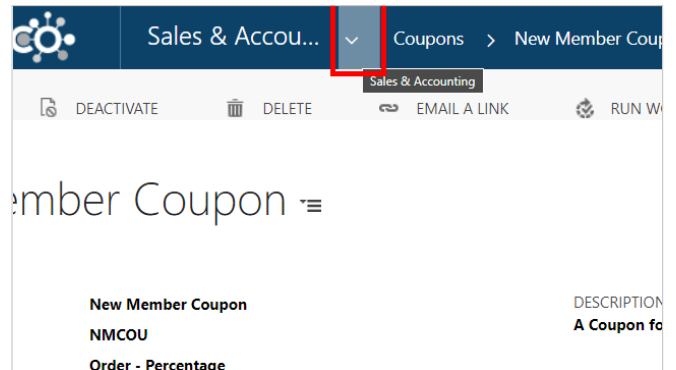 Sales & Accou... Coupons > New Member Coup
Sales & Accounting
DEACTIVATE DELETE EMAIL A LINK RUN WO
ember Coupon
New Member Coupon DESCRIPTION
NMCOU A Coupon fo
Order - Percentage